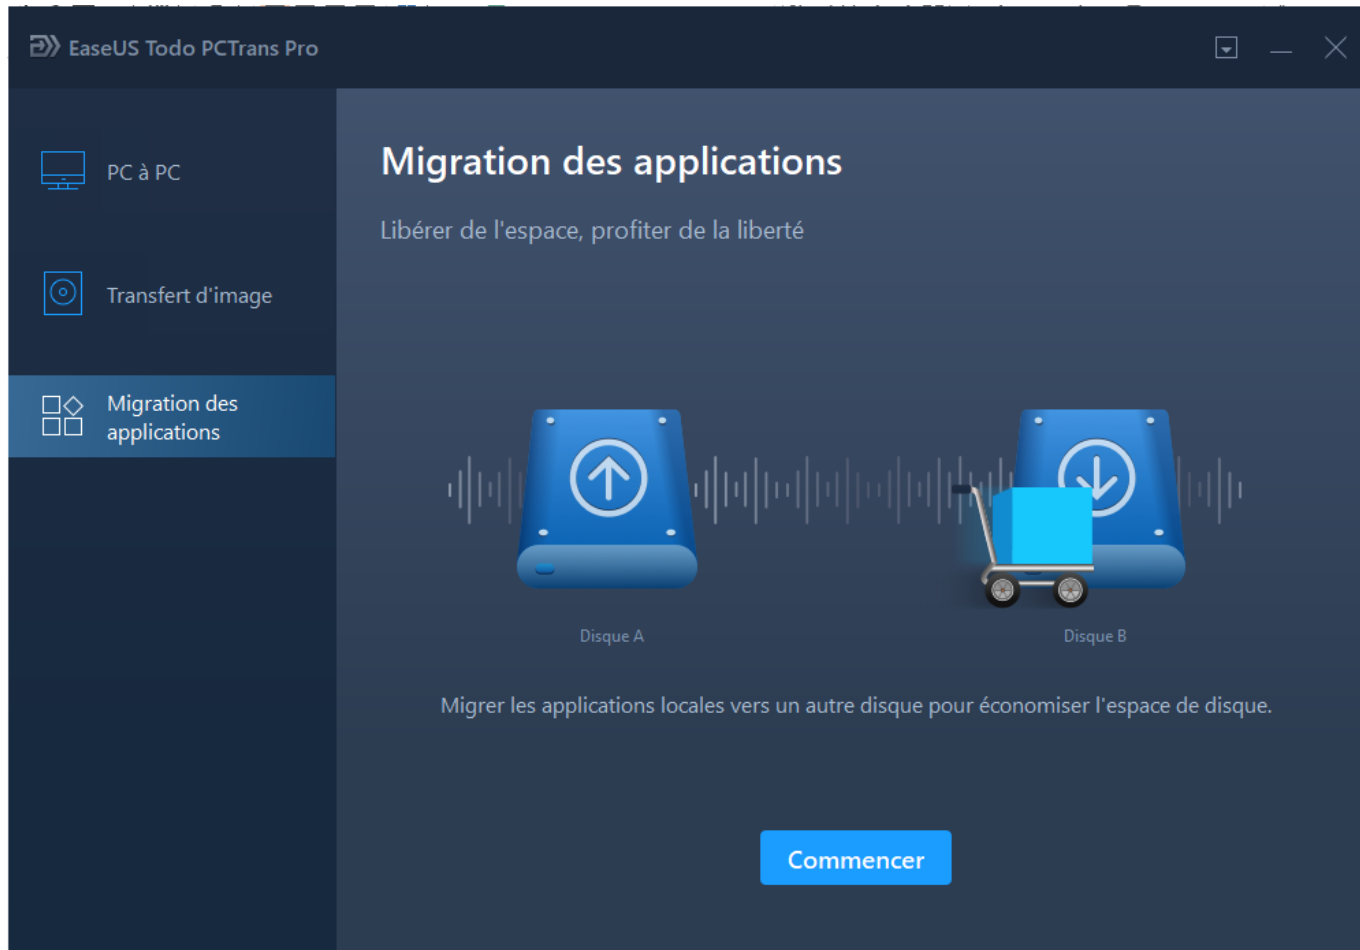 EaseUS Todo PCTrans Pro
PC à PC
Transfert d'image
Migration des
applications
Migration des applications
Libérer de l'espace, profiter de la liberté
Disque A
Disque B
Migrer les applications locales vers un autre disque pour économiser l'espace de disque.
Commencer